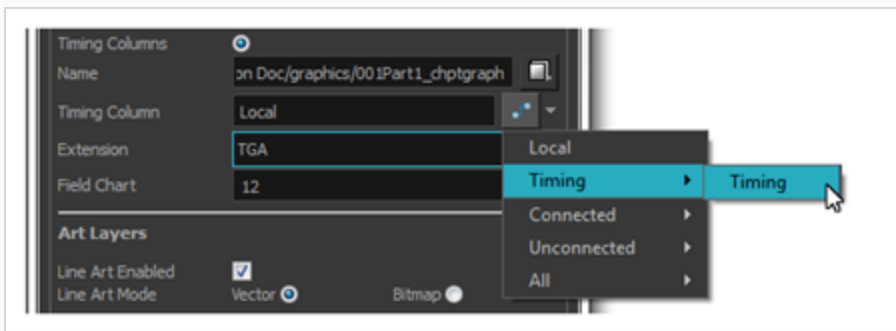 Timing Columns
Name on Doc/graphics/001Part1_chptgraph
Timing Column Local
Extension TGA
Field Chart 12
Art Layers
Line Art Enabled
Line Art Mode Vector Bitmap
Local
Timing Timing
Connected
Unconnected
All